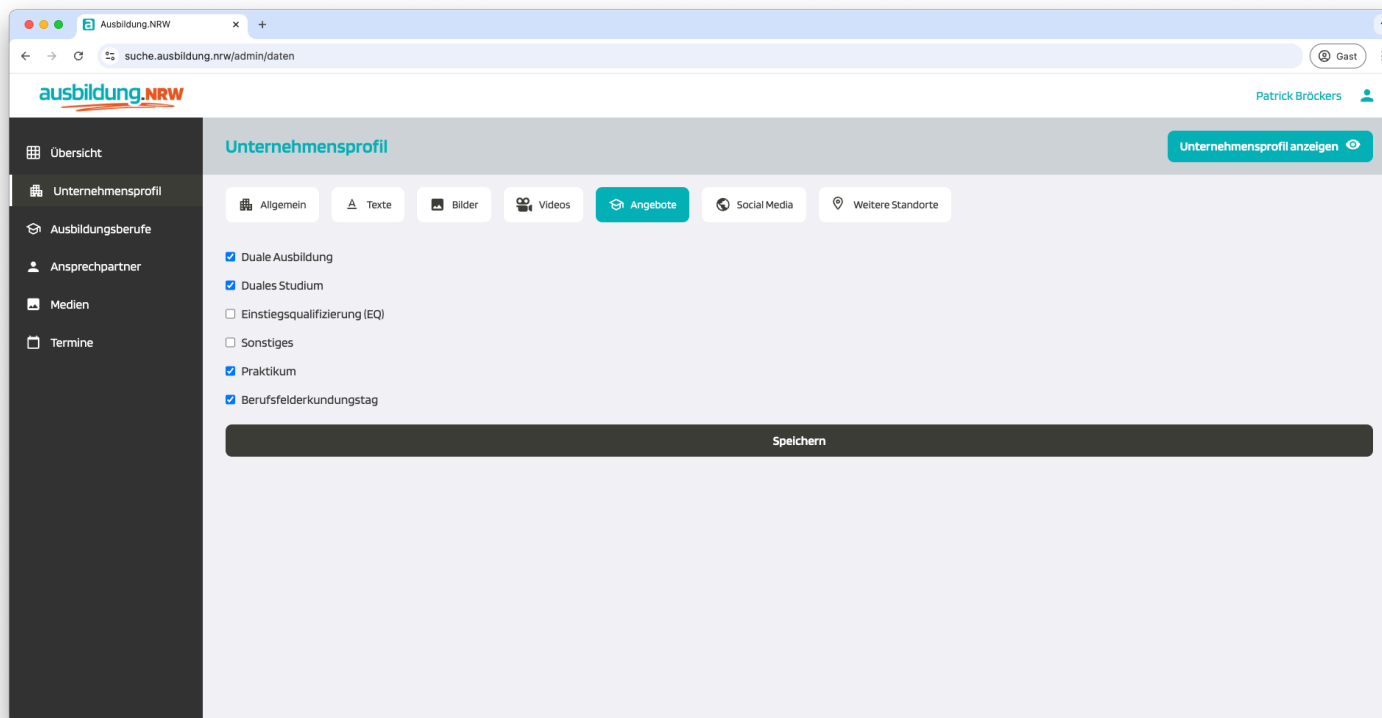 Ausbildung.NRW
suche.ausbildung.nrw/admin/daten
Gast
ausbildung.NRW
Patrick Bröckers
Übersicht
Unternehmensprofil
Ausbildungsberufe
Ansprechpartner
Medien
Termine
Unternehmensprofil
Unternehmensprofil anzeigen
Allgemein
Texte
Bilder
Videos
Angebote
Social Media
Weitere Standorte
Duale Ausbildung
Duales Studium
Einstiegsqualifizierung (EQ)
Sonstiges
Praktikum
Berufsfelderkundungstag
Speichern